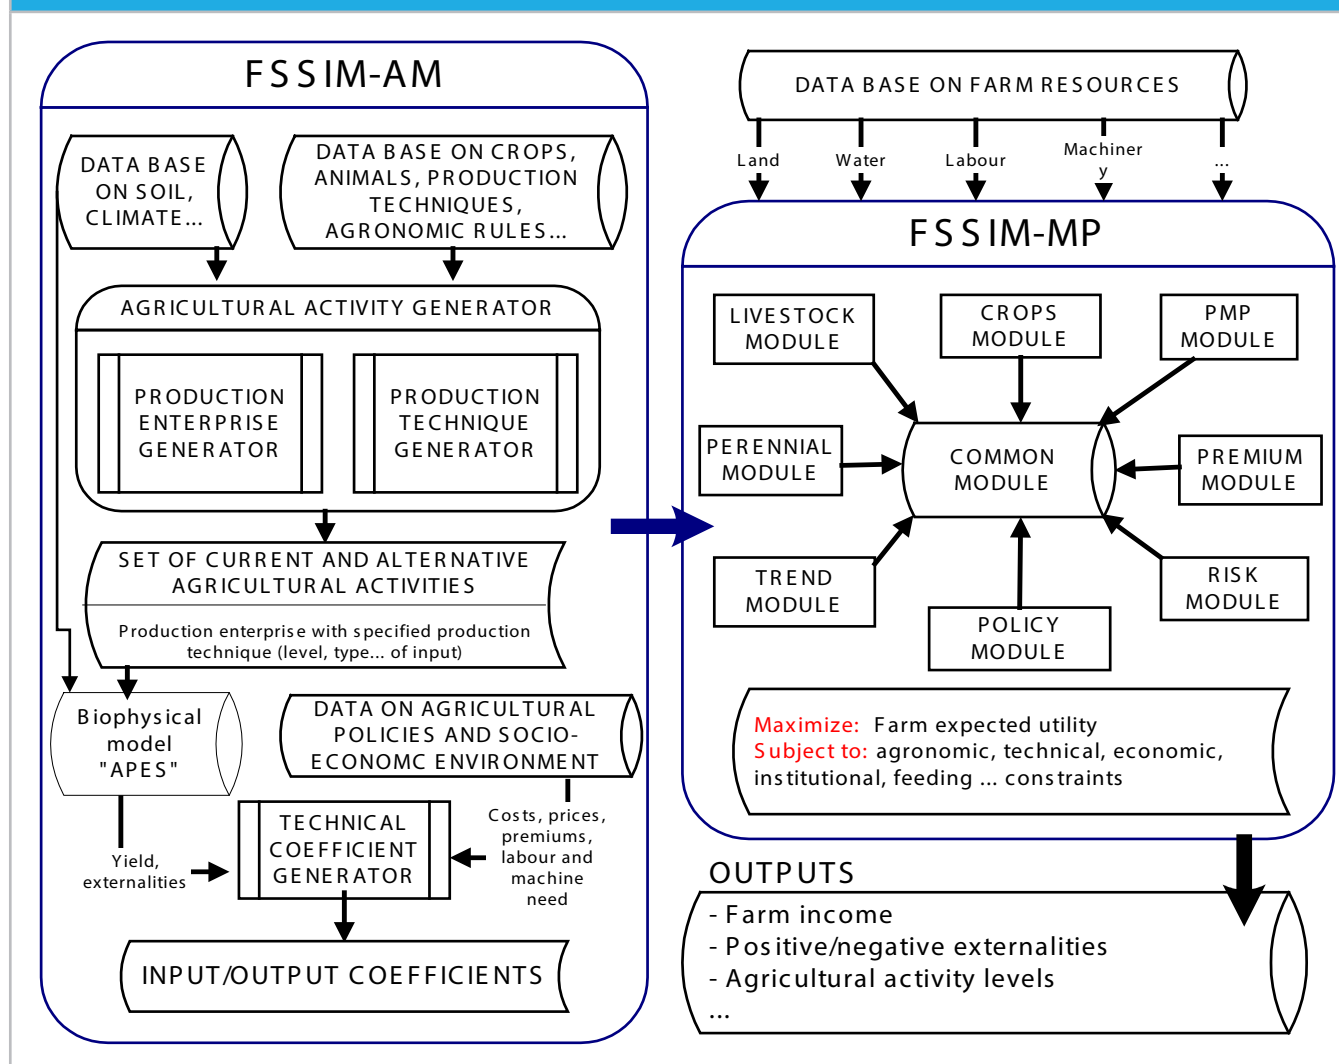 FSSIM-AM
DATA BASE
ON SOIL,
CLIMATE...
DATA BASE ON CROPS,
ANIMALS, PRODUCTION
TECHNIQUES,
AGRONOMIC RULES...
AGRICULTURAL ACTIVITY GENERATOR
PRODUCTION
ENTERPRISE
GENERATOR
PRODUCTION
TECHNIQUE
GENERATOR
SET OF CURRENT AND ALTERNATIVE
AGRICULTURAL ACTIVITIES
Production enterprise with specified production
technique (level, type... of input)
Biophysical
model
"APES"
DATA ON AGRICULTURAL
POLICIES AND SOCIO-
ECONOMC ENVIRONMENT
Yield,
externalities
TECHNICAL
COEFFICIENT
GENERATOR
Costs, prices,
premiums,
labour and
machine
need
INPUT/OUTPUT COEFFICIENTS
DATA BASE ON FARM RESOURCES
Land
Water
Labour
Machiner
y
...
FSSIM-MP
LIVESTOCK
MODULE
CROPS
MODULE
PMP
MODULE
PERENNIAL
MODULE
COMMON
MODULE
PREMIUM
MODULE
TREND
MODULE
POLICY
MODULE
RISK
MODULE
Maximize: Farm expected utility
Subject to: agronomic, technical, economic,
institutional, feeding ... constraints
OUTPUTS
- Farm income
- Positive/negative externalities
- Agricultural activity levels
...